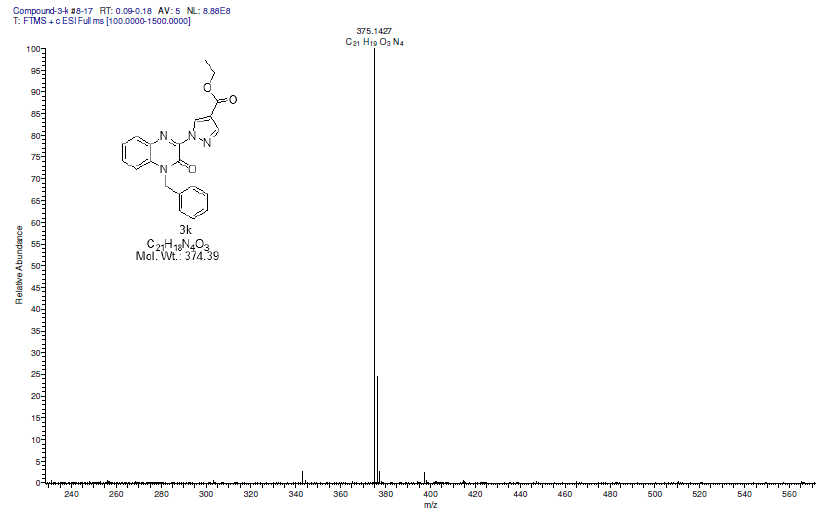 Compound-3-k #8-17 RT: 0.09-0.18 AV: 5 NL: 8.88E8
T: FTMS + c ESI Full ms [100.0000-1500.0000]
375.1427
C21 H19 O3 N4
100
95
90
85
80
75
70
65
60
55
50
45
40
35
30
25
20
15
10
5
0
Relative Abundance
O
O
N
N
N
N
O
3k
C21H18N4O3
Mol. Wt.: 374.39
240 260 280 300 320 340 360 380 400 420 440 460 480 500 520 540 560
m/z